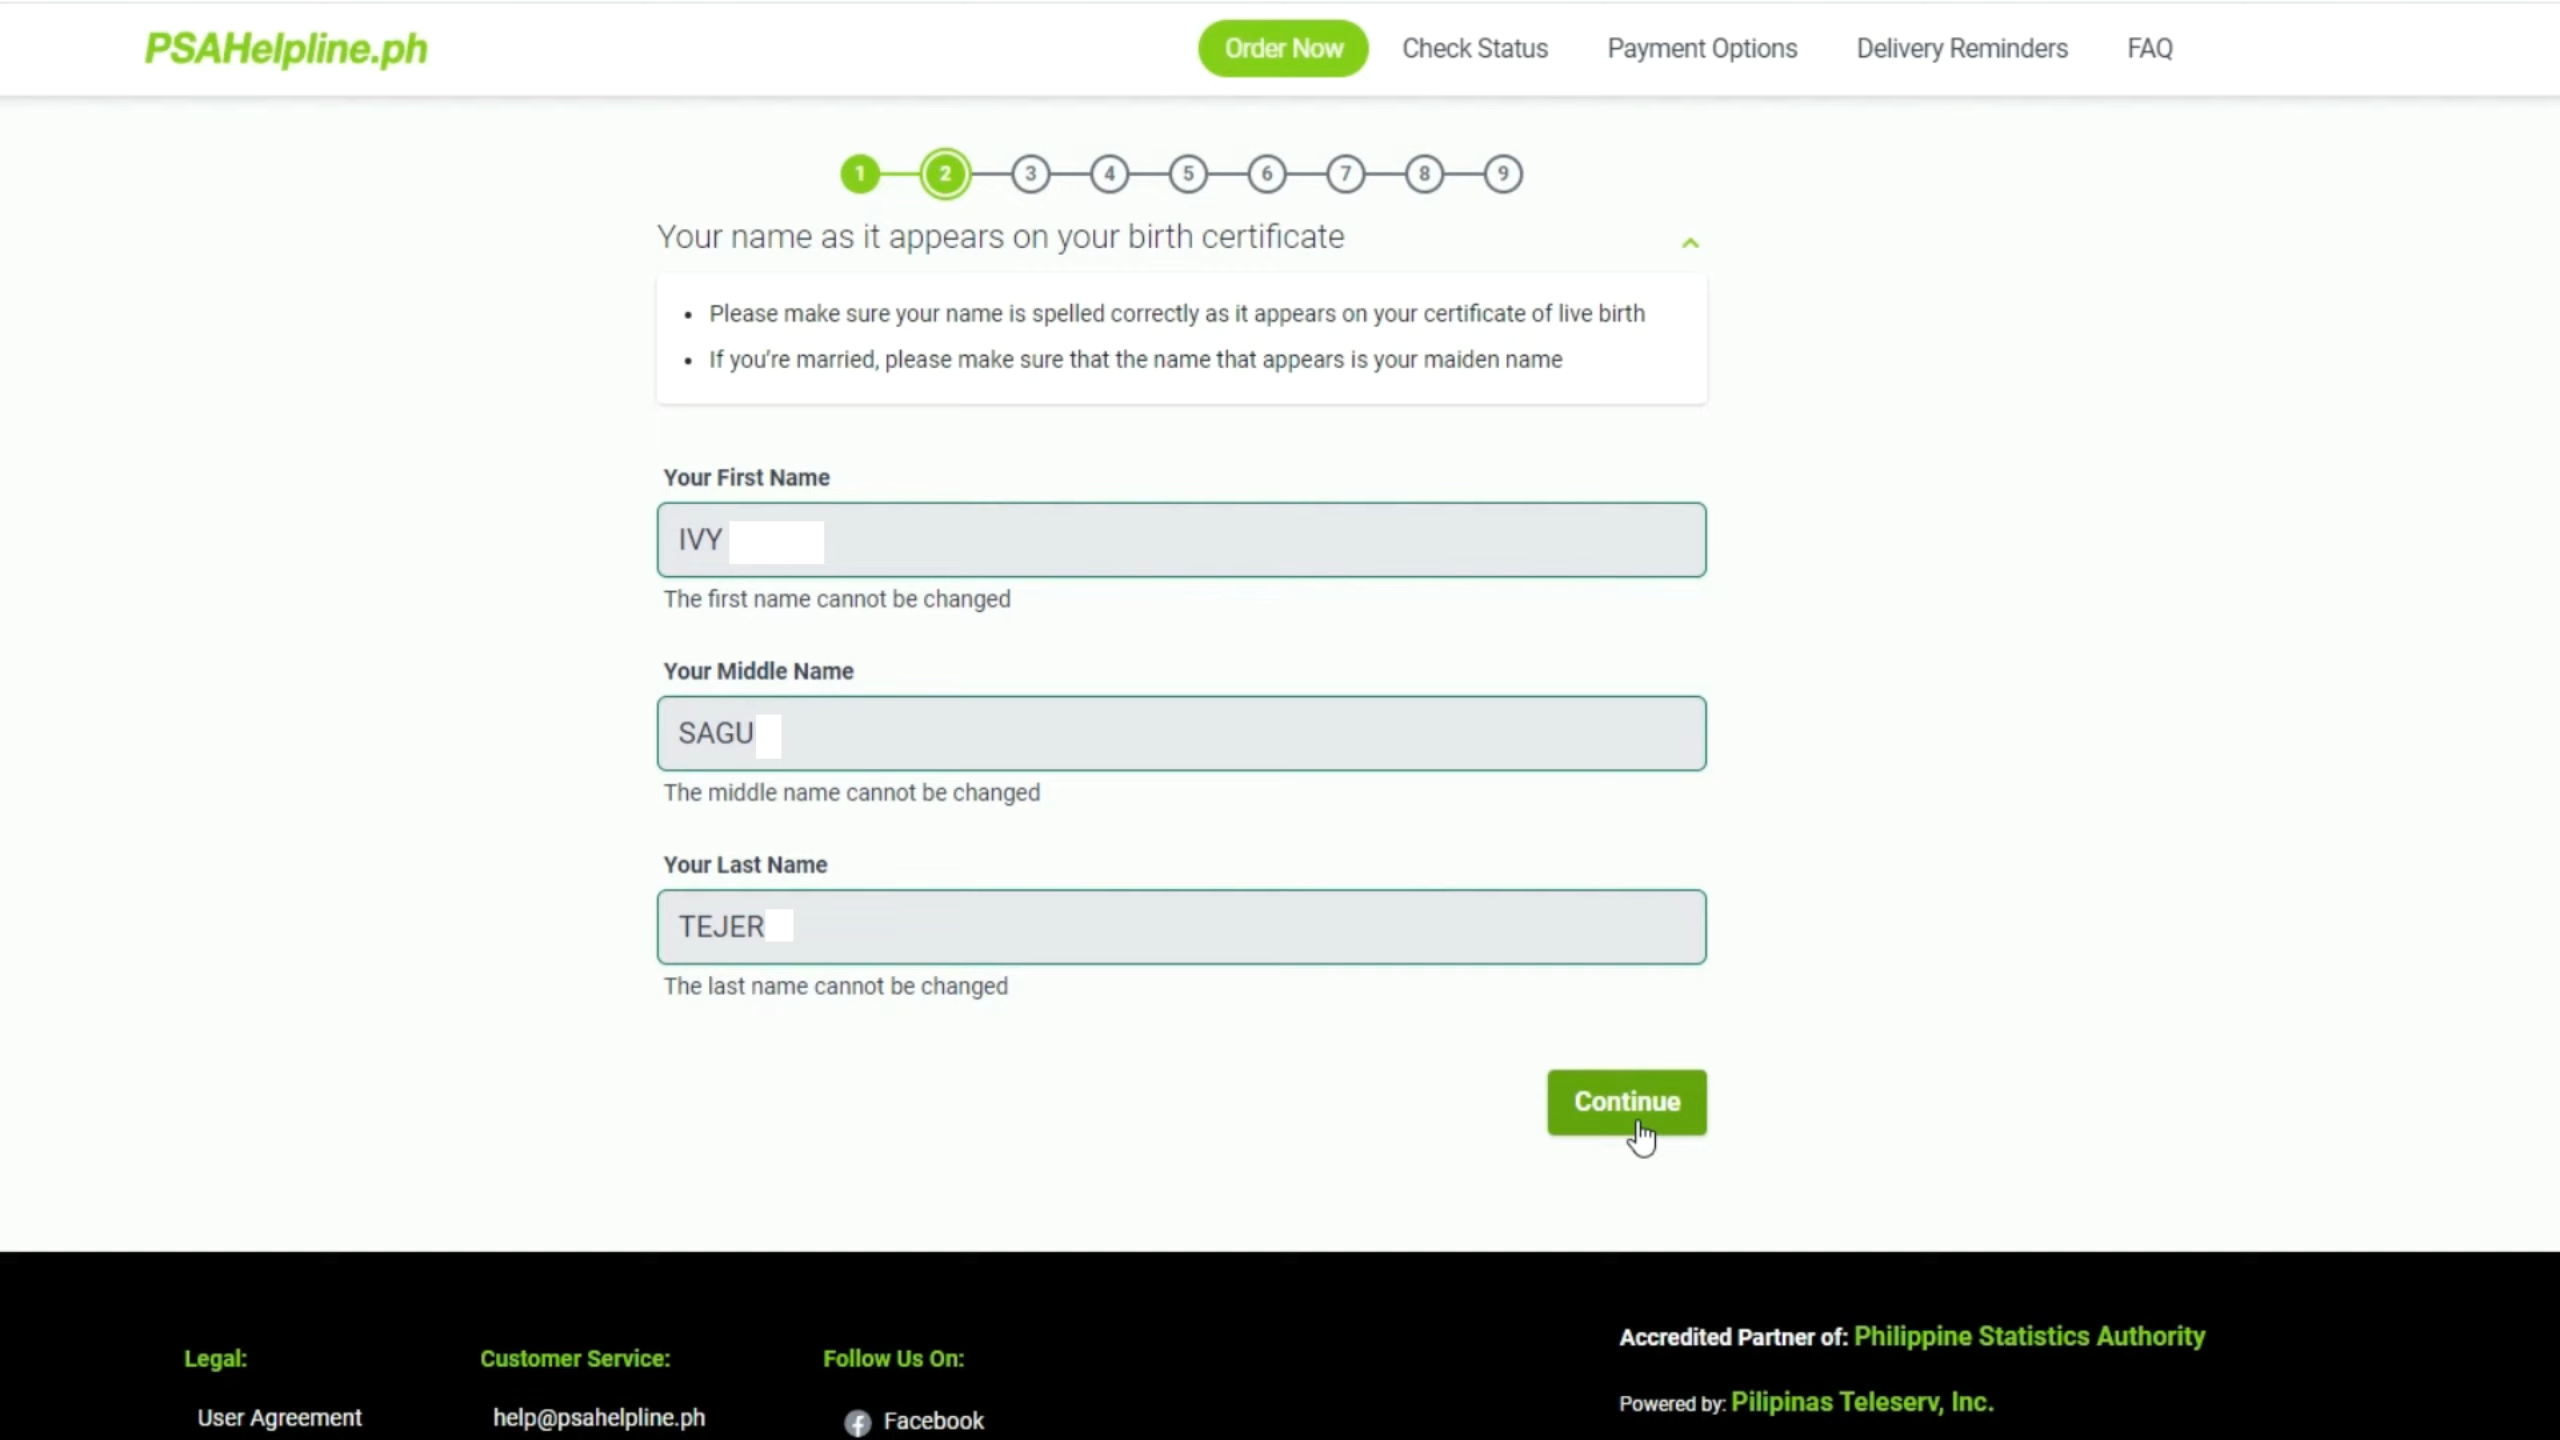 PSAHelpline.ph
Order Now
Check Status
Payment Options
Delivery Reminders
FAQ
1 2 3 4 5 6 7 8 9
Your name as it appears on your birth certificate
• Please make sure your name is spelled correctly as it appears on your certificate of live birth
• If you're married, please make sure that the name that appears is your maiden name
Your First Name
IVY
The first name cannot be changed
Your Middle Name
SAGU
The middle name cannot be changed
Your Last Name
TEJER
The last name cannot be changed
Continue
Legal:
User Agreement
Customer Service:
help@psahelpline.ph
Follow Us On:
Facebook
Accredited Partner of: Philippine Statistics Authority
Powered by: Pilipinas Teleserv, Inc.